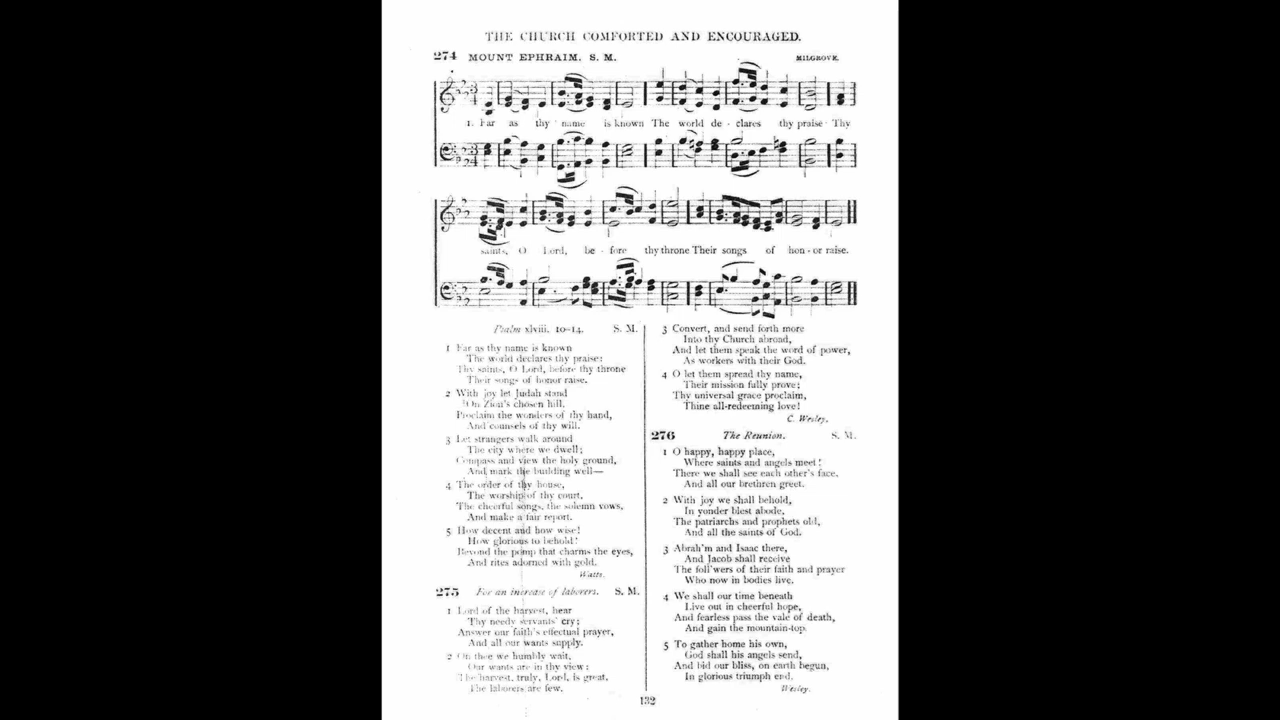 THE CHURCH COMFORTED AND ENCOURAGED.
274 MOUNT EPHRAIM. S. M. MILGROVE.
1. Far as thy name is known The world de - clares thy praise Thy
saints, O Lord, be - fore thy throne Their songs of hon - or raise.
Psalm xlviii. 10-14. S. M.
1 Far as thy name is known
The world declares thy praise;
Thy saints, O Lord, before thy throne
Their songs of honor raise.
2 With joy let Judah stand
On Zion's chosen hill,
Proclaim the wonders of thy hand,
And counsels of thy will.
3 Let strangers walk around
The city where we dwell;
Compass and view the holy ground,
And mark the building well—
4 The order of thy house,
The worship of thy court,
The cheerful songs, the solemn vows,
And make a fair report.
5 How decent and how wise!
How glorious to behold!
Beyond the pomp that charms the eyes,
And rites adorned with gold.
Watts.
275 For an increase of laborers. S. M.
1 Lord of the harvest, hear
Thy needy servants' cry;
Answer our faith's effectual prayer,
And all our wants supply.
2 On thee we humbly wait,
Our wants are in thy view:
The harvest, truly, Lord, is great,
The laborers are few.
3 Convert, and send forth more
Into thy Church abroad,
And let them speak the word of power,
As workers with their God.
4 O let them spread thy name,
Their mission fully prove;
Thy universal grace proclaim,
Thine all-redeeming love!
C. Wesley.
276 The Reunion. S. M.
1 O happy, happy place,
Where saints and angels meet!
There we shall see each other's face,
And all our brethren greet.
2 With joy we shall behold,
In yonder blest abode,
The patriarchs and prophets old,
And all the saints of God.
3 Abrah'm and Isaac there,
And Jacob shall receive
The foll'wers of their faith and prayer
Who now in bodies live.
4 We shall our time beneath
Live out in cheerful hope,
And fearless pass the vale of death,
And gain the mountain-top.
5 To gather home his own,
God shall his angels send,
And bid our bliss, on earth begun,
In glorious triumph end.
Wesley.
132